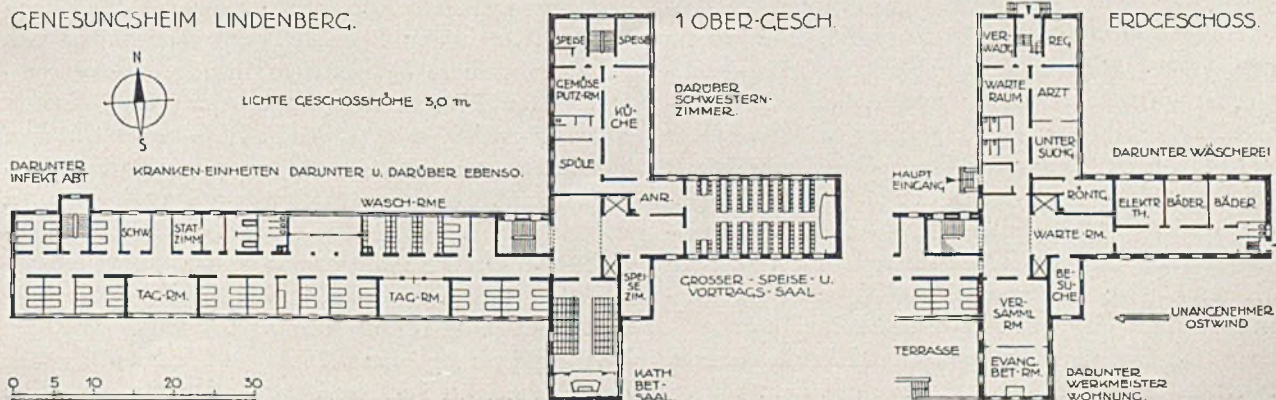 GENESUNGSHEIM LINDENBERG.
1 OBER-GESCH.
ERDGESCHOSS.
N
S
LICHTE GESCHOSSHÖHE 3,0 m
DARUNTER
INFEKT ABT
KRANKEN-EINHEITEN DARUNTER U. DARÜBER EBENSO.
WASCH-RME
SCHW.
STAT.
ZIMM
TAG-RM.
TAG-RM.
SPEISE
SPEISE
GEMÜSE
PUTZ-RM
KÜ-
CHE
SPÜLE
DARÜBER
SCHWESTERN-
ZIMMER.
ANR.
SPEI
SE
ZIM.
GROSSER - SPEISE - U.
VORTRAGS - SAAL
KATH
BET-
SAAL
VER-
WALT.
REG
WARTE
RAUM
ARZT
UNTER
SUCHG
DARUNTER WÄSCHEREI
HAUPT
EINGANG
RÖNTG.
ELEKTR
TH.
BÄDER
BÄDER
WARTE-RM.
BE-
SU-
CHE
VER-
SAMML
RM
UNANGENEHMER
OSTWIND
TERRASSE
EVANG.
BET-RM.
DARUNTER
WERKMEISTER
WOHNUNG.
0 5 10 20 30